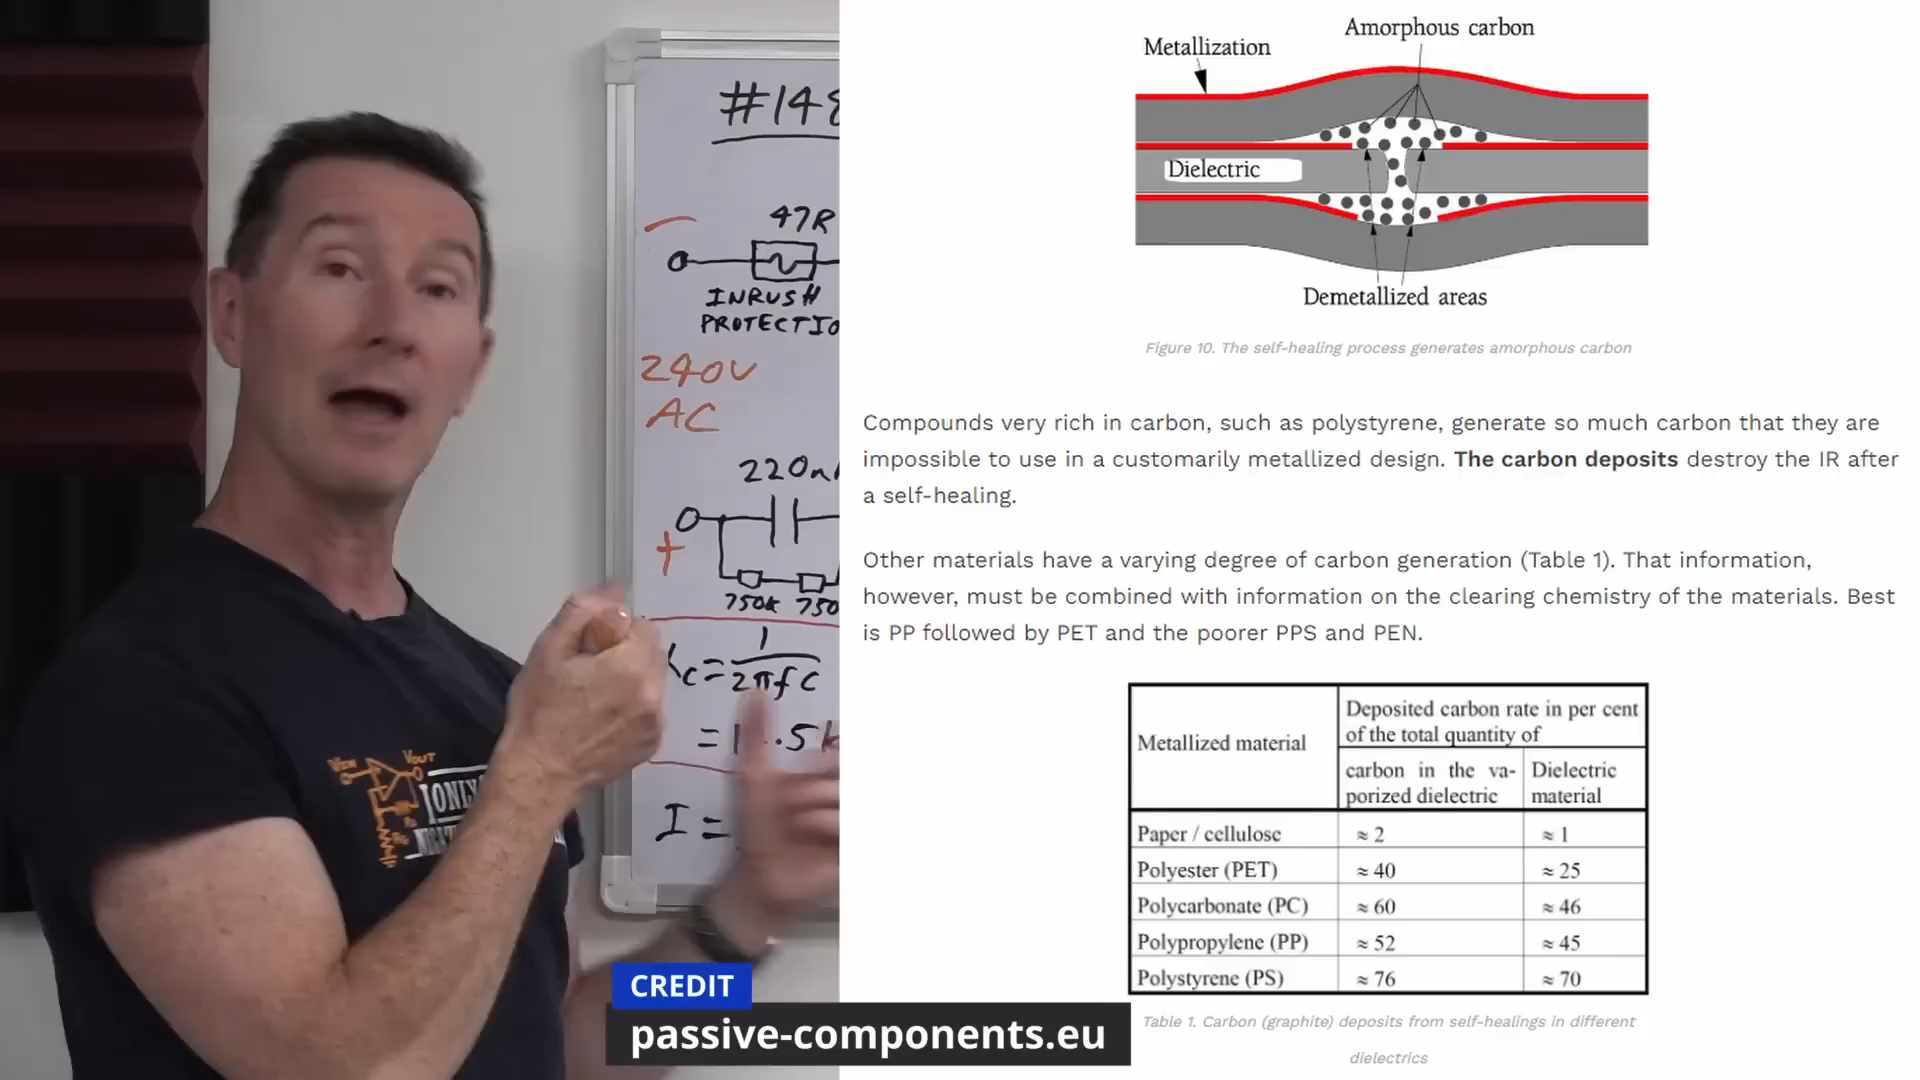 #148
47R
INRUSH
PROTECTIO
240V
AC
220n
+
750k 750
c = 1
2πfC
= 1 .5k
I =
VIN
VOUT
IONLY
Amorphous carbon
Metallization
Dielectric
Demetallized areas
Figure 10. The self-healing process generates amorphous carbon
Compounds very rich in carbon, such as polystyrene, generate so much carbon that they are
impossible to use in a customarily metallized design. The carbon deposits destroy the IR after
a self-healing.
Other materials have a varying degree of carbon generation (Table 1). That information,
however, must be combined with information on the clearing chemistry of the materials. Best
is PP followed by PET and the poorer PPS and PEN.
Metallized material
Deposited carbon rate in per cent
of the total quantity of
carbon in the va-
porized dielectric
Dielectric
material
Paper / cellulose ≈ 2 ≈ 1
Polyester (PET) ≈ 40 ≈ 25
Polycarbonate (PC) ≈ 60 ≈ 46
Polypropylene (PP) ≈ 52 ≈ 45
Polystyrene (PS) ≈ 76 ≈ 70
Table 1. Carbon (graphite) deposits from self-healings in different
dielectrics
CREDIT
passive-components.eu